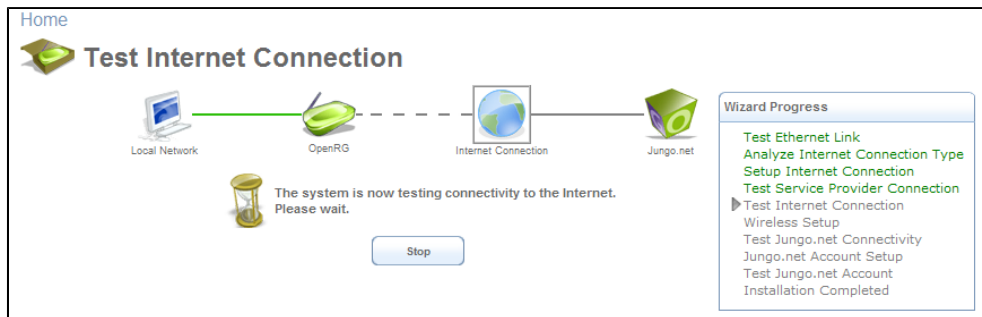 Home
Test Internet Connection
Local Network
OpenRG
Internet Connection
Jungo.net
The system is now testing connectivity to the Internet.
Please wait.
Stop
Wizard Progress
Test Ethernet Link
Analyze Internet Connection Type
Setup Internet Connection
Test Service Provider Connection
Test Internet Connection
Wireless Setup
Test Jungo.net Connectivity
Jungo.net Account Setup
Test Jungo.net Account
Installation Completed